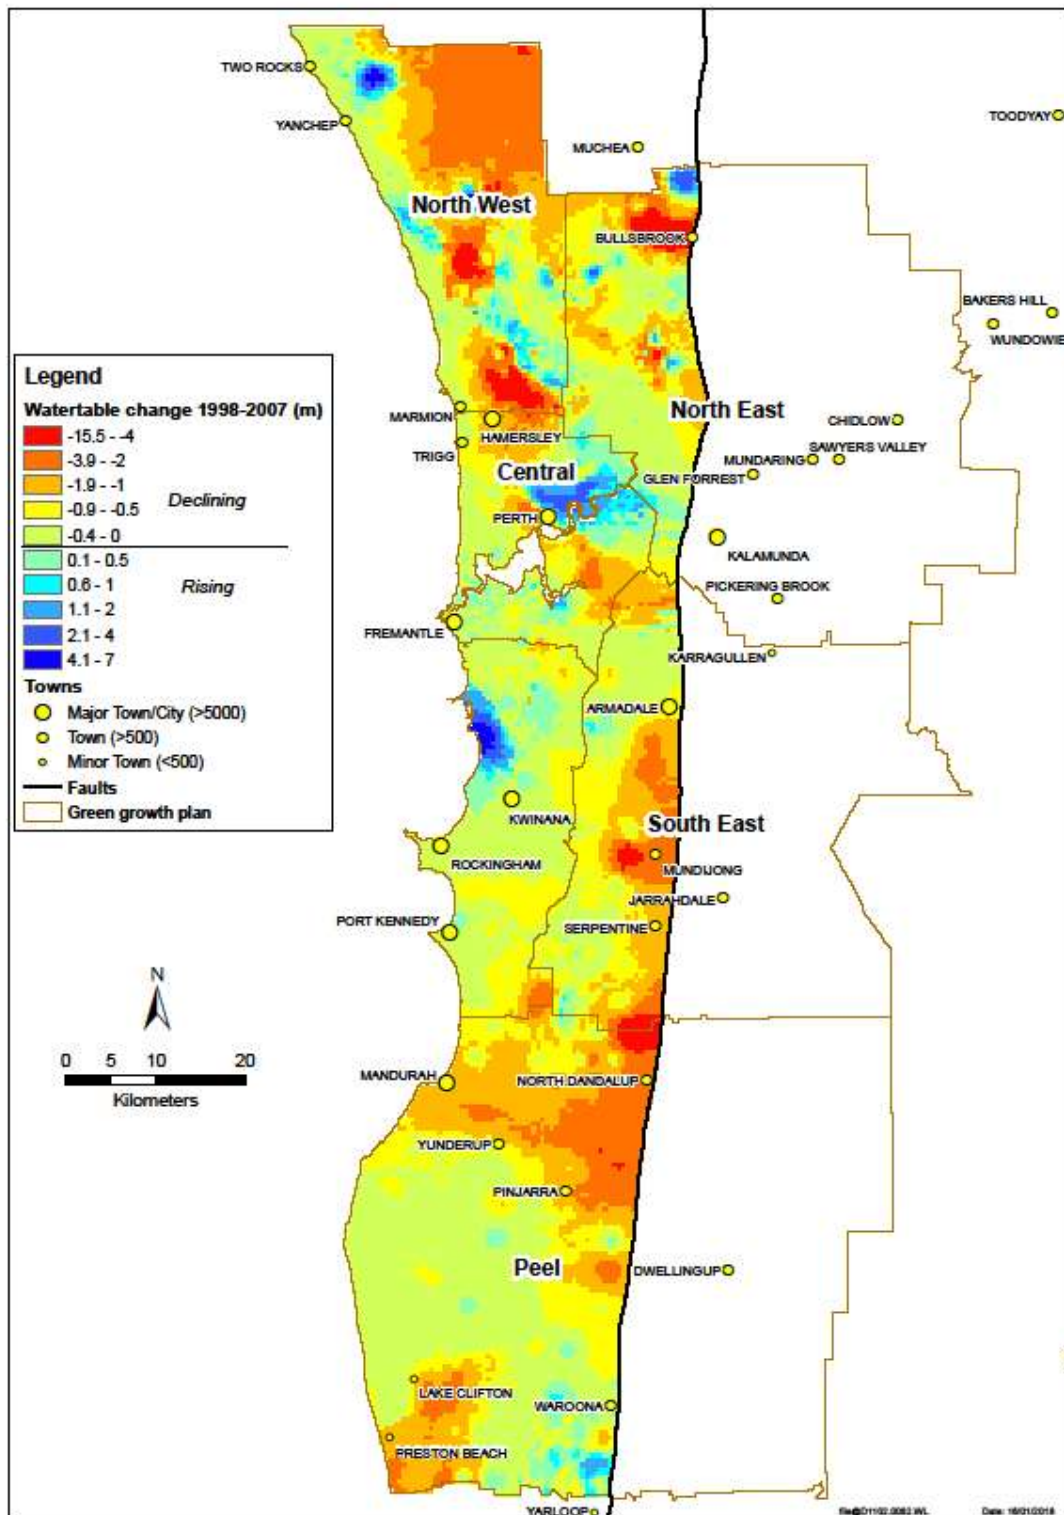 TWO ROCKS
YANCHEP
TOODYAY
MUCHEA
North West
BULLSBROOK
BAKERS HILL
WUNDOWIE
Legend
Watertable change 1998-2007 (m)
-15.5 - -4
-3.9 - -2
-1.9 - -1
-0.9 - -0.5
-0.4 - 0
0.1 - 0.5
0.6 - 1
1.1 - 2
2.1 - 4
4.1 - 7
Declining
Rising
Towns
Major Town/City (>5000)
Town (>500)
Minor Town (<500)
Faults
Green growth plan
MARMION
HAMERSLEY
TRIGG
North East
CHIDLOW
SAWYERS VALLEY
MUNDARING
GLEN FORREST
Central
PERTH
KALAMUNDA
PICKERING BROOK
FREMANTLE
KARRAGULLEN
ARMADALE
KWINANA
South East
ROCKINGHAM
MUNDIJONG
JARRAHDALE
PORT KENNEDY
SERPENTINE
N
0 5 10 20
Kilometers
MANDURAH
NORTH DANDALUP
YUNDERUP
PINJARRA
Peel
DWELLINGUP
LAKE CLIFTON
WAROONA
PRESTON BEACH
YARLOOP